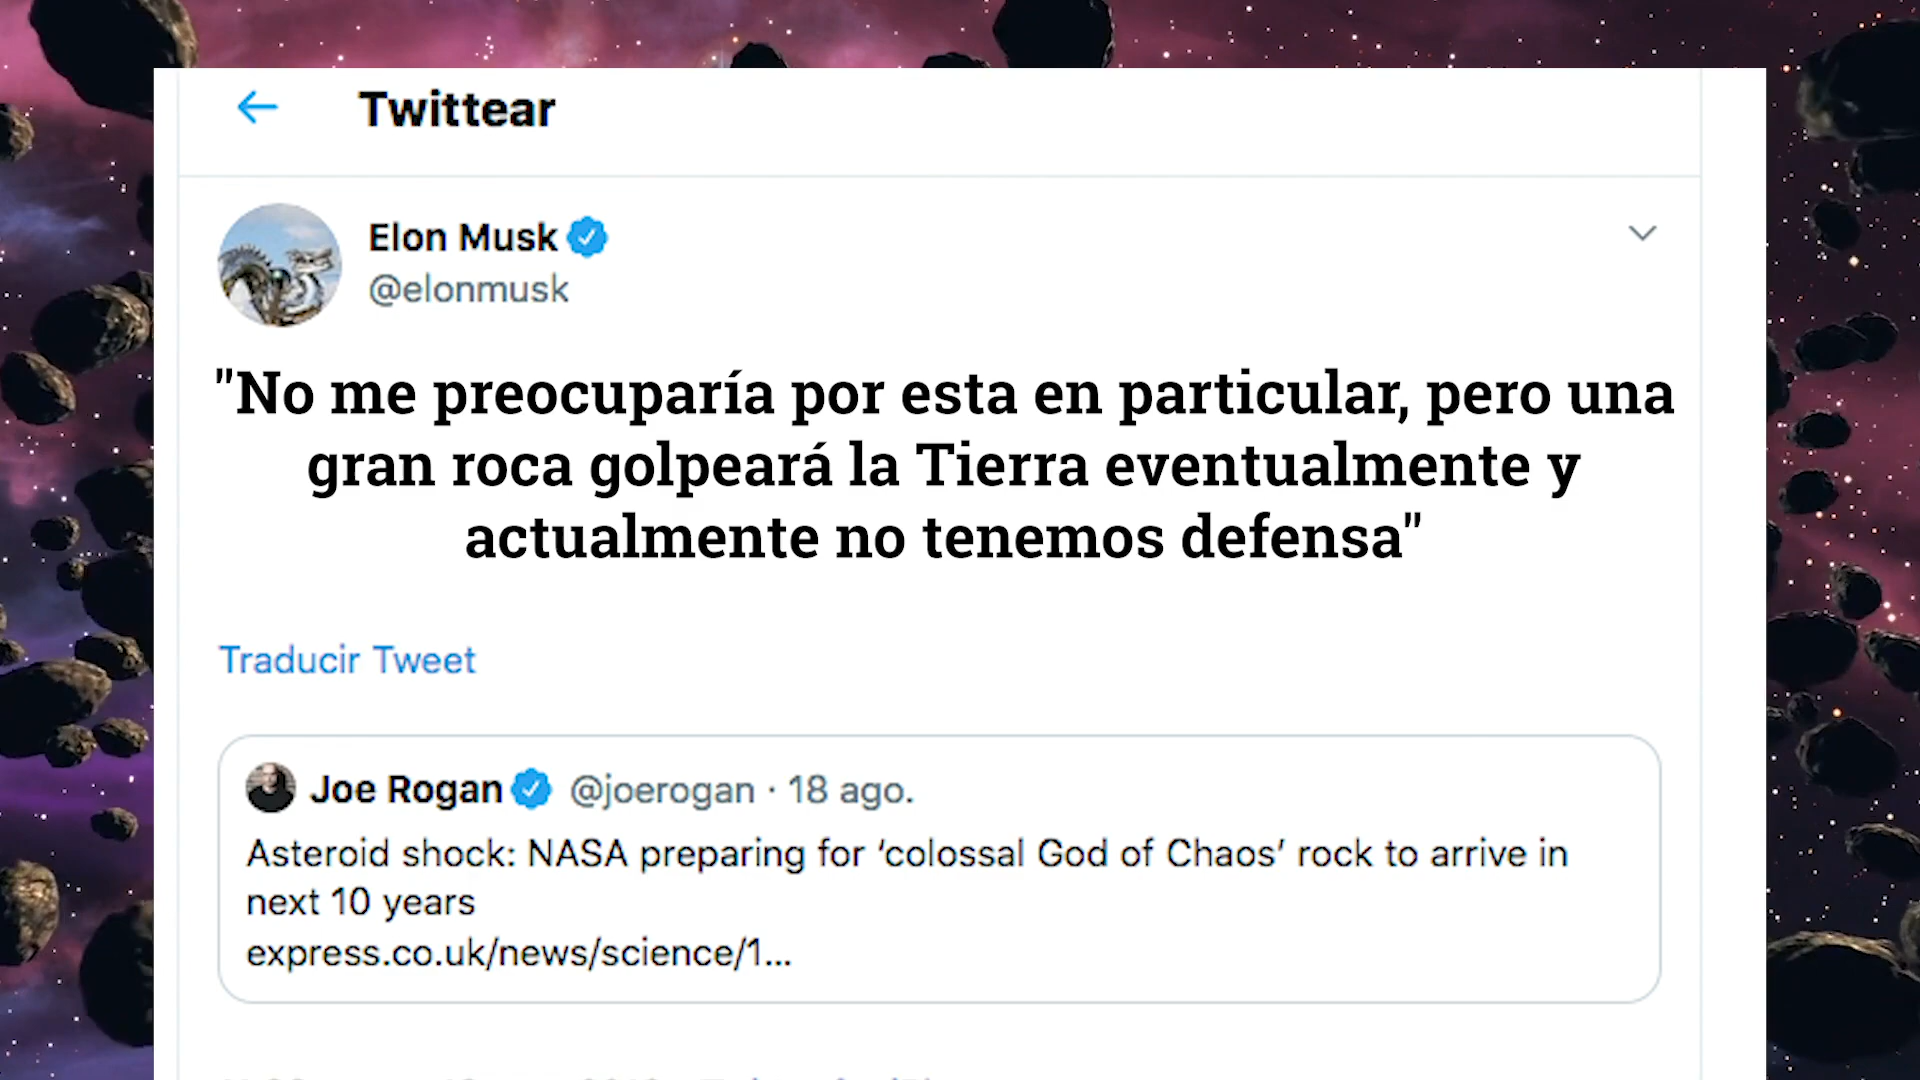 Twittear
Elon Musk
@elonmusk
"No me preocuparía por esta en particular, pero una
gran roca golpeará la Tierra eventualmente y
actualmente no tenemos defensa"
Traducir Tweet
Joe Rogan @joerogan · 18 ago.
Asteroid shock: NASA preparing for ‘colossal God of Chaos’ rock to arrive in
next 10 years
express.co.uk/news/science/1...